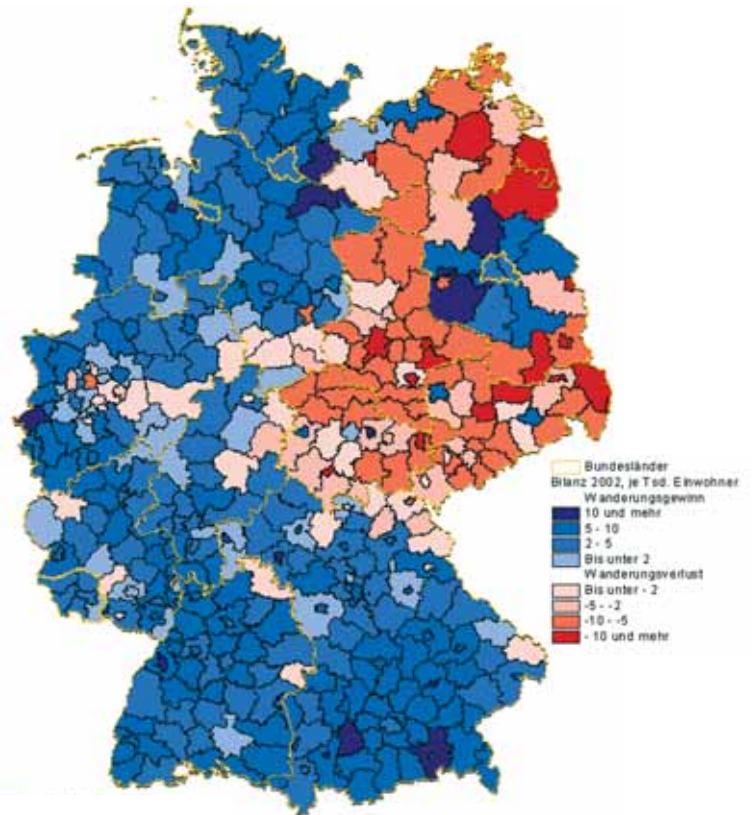 Bundesländer
Bilanz 2002, je Tsd. Einwohner
Wanderungsgewinn
10 und mehr
5 - 10
2 - 5
Bis unter 2
Wanderungsverlust
Bis unter - 2
-5 - -2
-10 - -5
- 10 und mehr